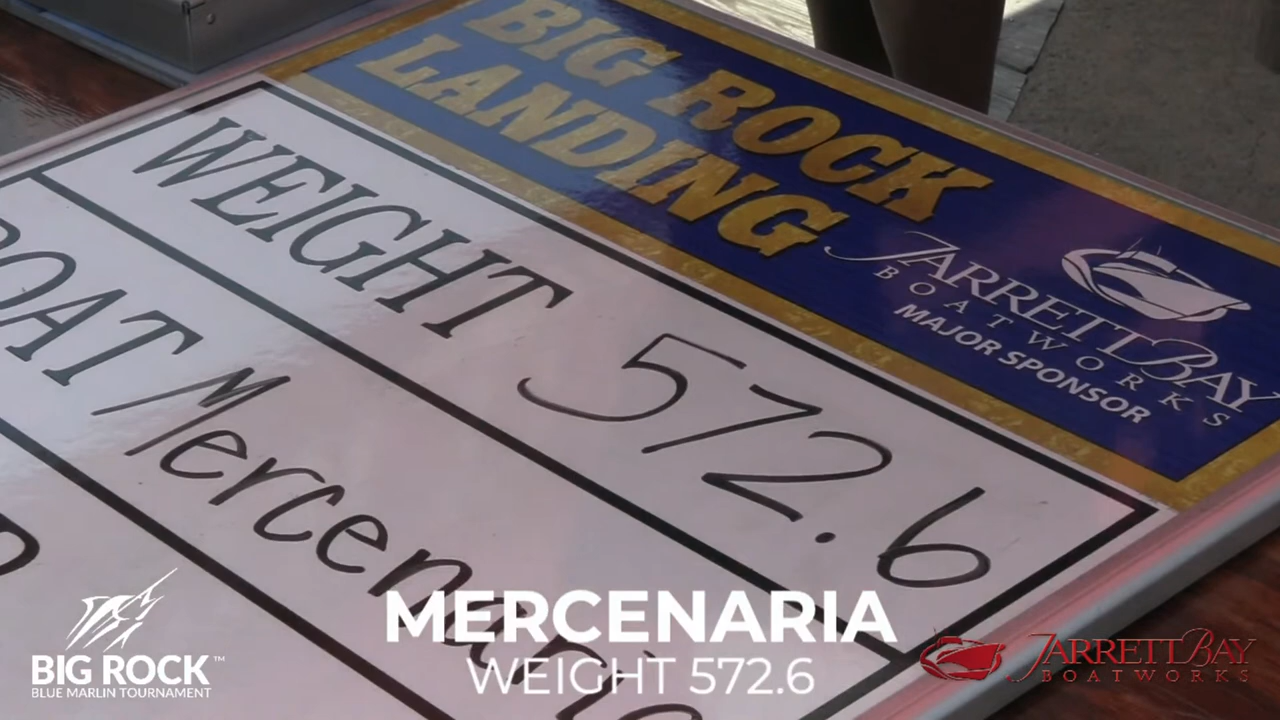 BIG ROCK
LANDING
JARRETT BAY
BOATWORKS
MAJOR SPONSOR
WEIGHT 572.6
BOAT Mercenaria
MERCENARIA
WEIGHT 572.6
BIG ROCK™
BLUE MARLIN TOURNAMENT
JARRETT BAY
BOATWORKS